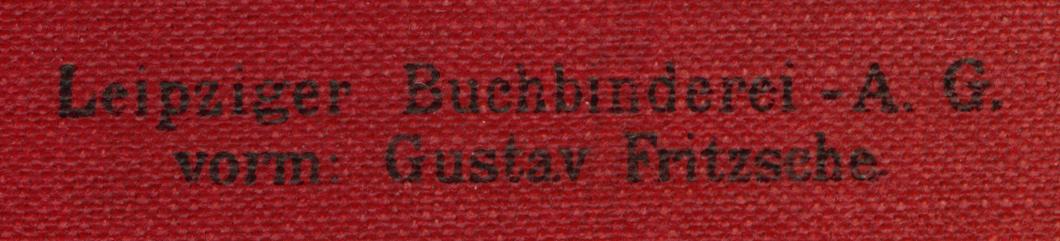 Leipziger Buchbinderei - A. G.
vorm: Gustav Fritzsche.